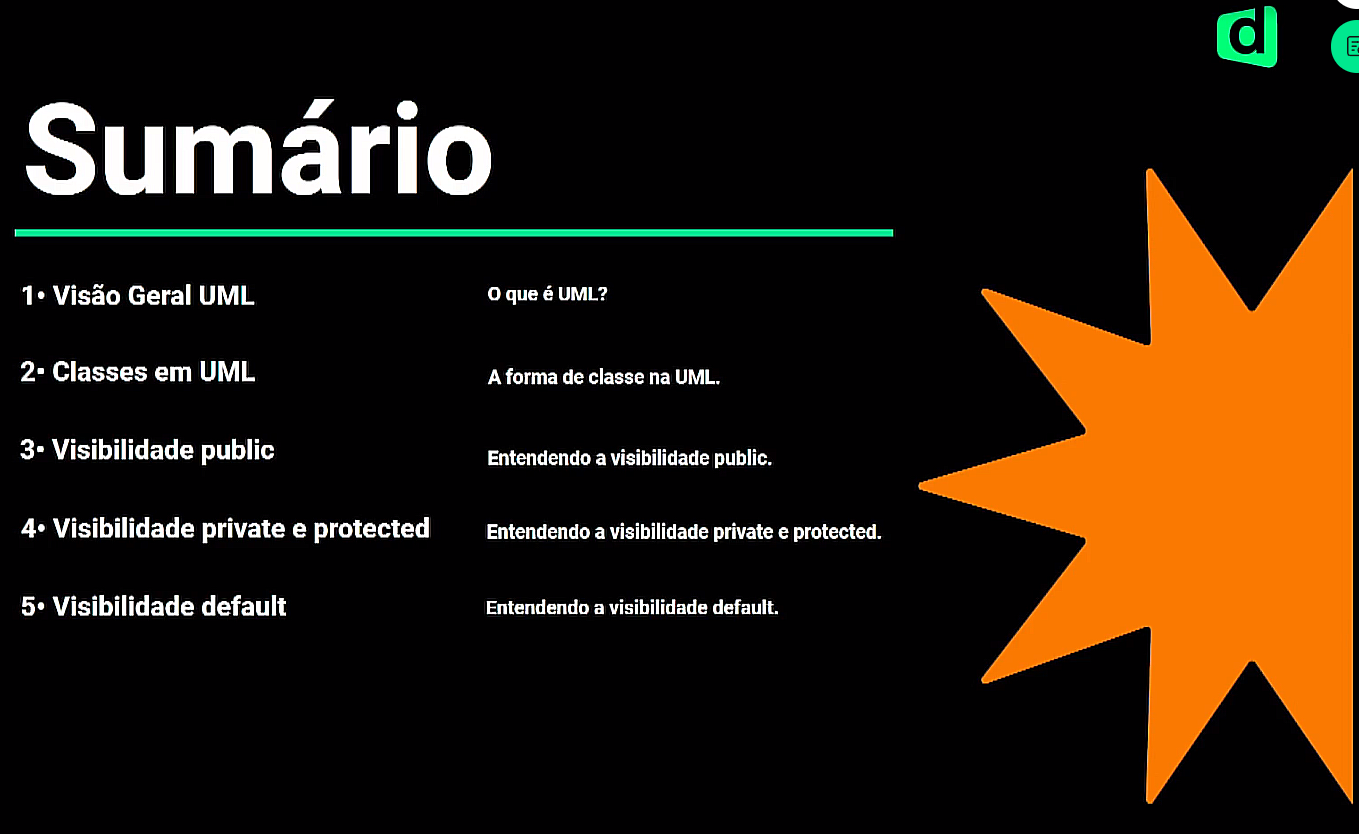 d
Sumário
1• Visão Geral UML
O que é UML?
2• Classes em UML
A forma de classe na UML.
3• Visibilidade public
Entendendo a visibilidade public.
4• Visibilidade private e protected
Entendendo a visibilidade private e protected.
5• Visibilidade default
Entendendo a visibilidade default.